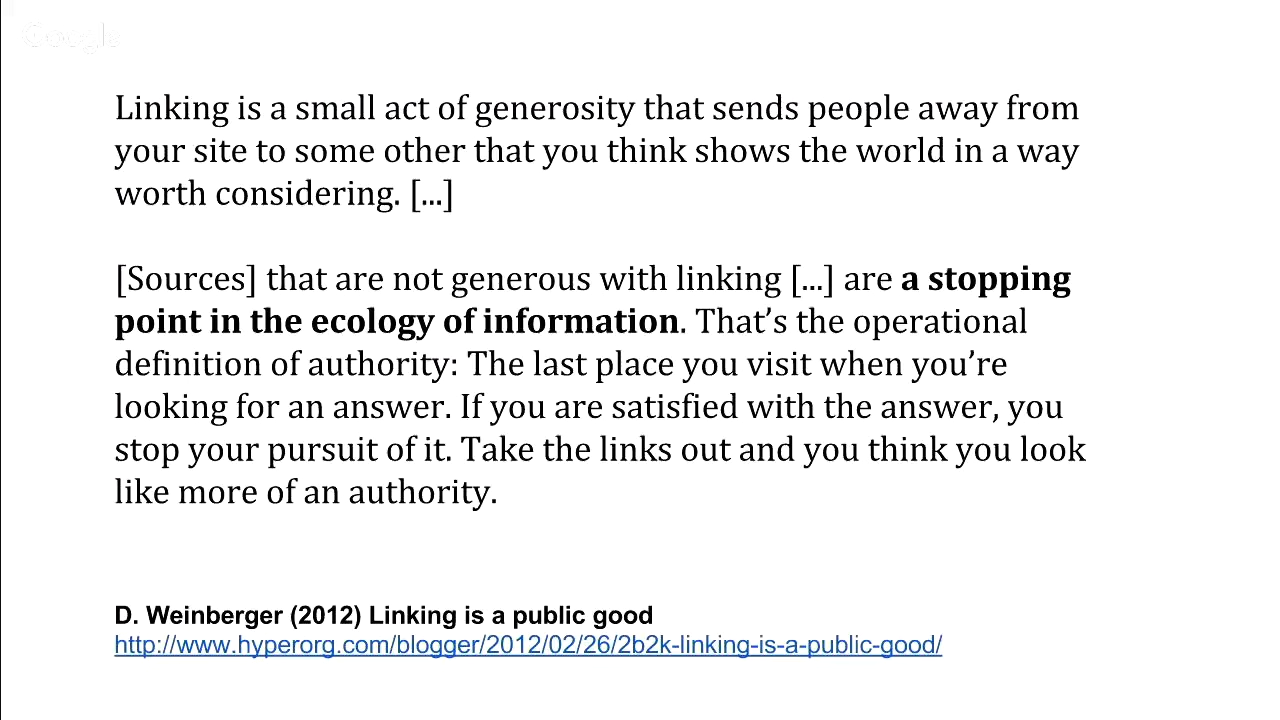 Google
Linking is a small act of generosity that sends people away from
your site to some other that you think shows the world in a way
worth considering. [...]
[Sources] that are not generous with linking [...] are a stopping
point in the ecology of information. That’s the operational
definition of authority: The last place you visit when you’re
looking for an answer. If you are satisfied with the answer, you
stop your pursuit of it. Take the links out and you think you look
like more of an authority.
D. Weinberger (2012) Linking is a public good
http://www.hyperorg.com/blogger/2012/02/26/2b2k-linking-is-a-public-good/